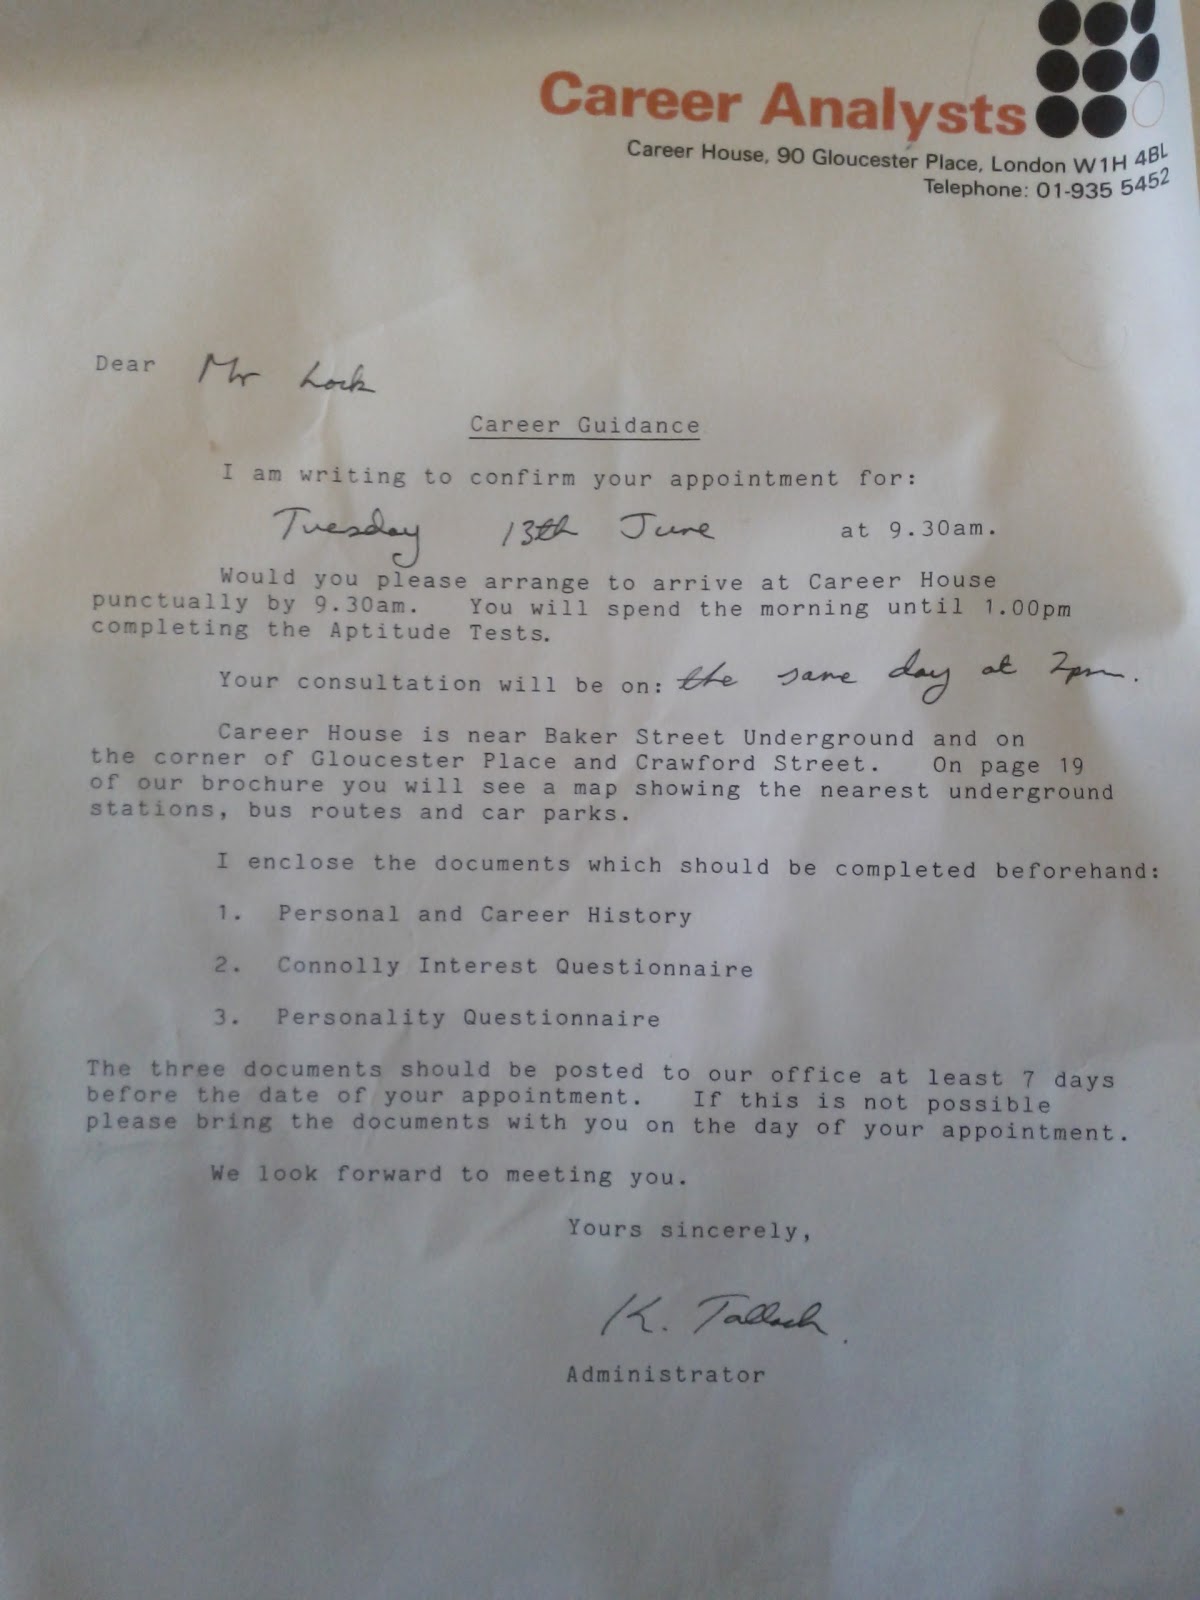 Career Analysts
Career House, 90 Gloucester Place, London W1H 4BL
Telephone: 01-935 5452
Dear Mr Lock
Career Guidance
I am writing to confirm your appointment for:
Tuesday 13th June at 9.30am.
Would you please arrange to arrive at Career House
punctually by 9.30am. You will spend the morning until 1.00pm
completing the Aptitude Tests.
Your consultation will be on: the same day at 2pm.
Career House is near Baker Street Underground and on
the corner of Gloucester Place and Crawford Street. On page 19
of our brochure you will see a map showing the nearest underground
stations, bus routes and car parks.
I enclose the documents which should be completed beforehand:
1. Personal and Career History
2. Connolly Interest Questionnaire
3. Personality Questionnaire
The three documents should be posted to our office at least 7 days
before the date of your appointment. If this is not possible
please bring the documents with you on the day of your appointment.
We look forward to meeting you.
Yours sincerely,
K. Tallack.
Administrator